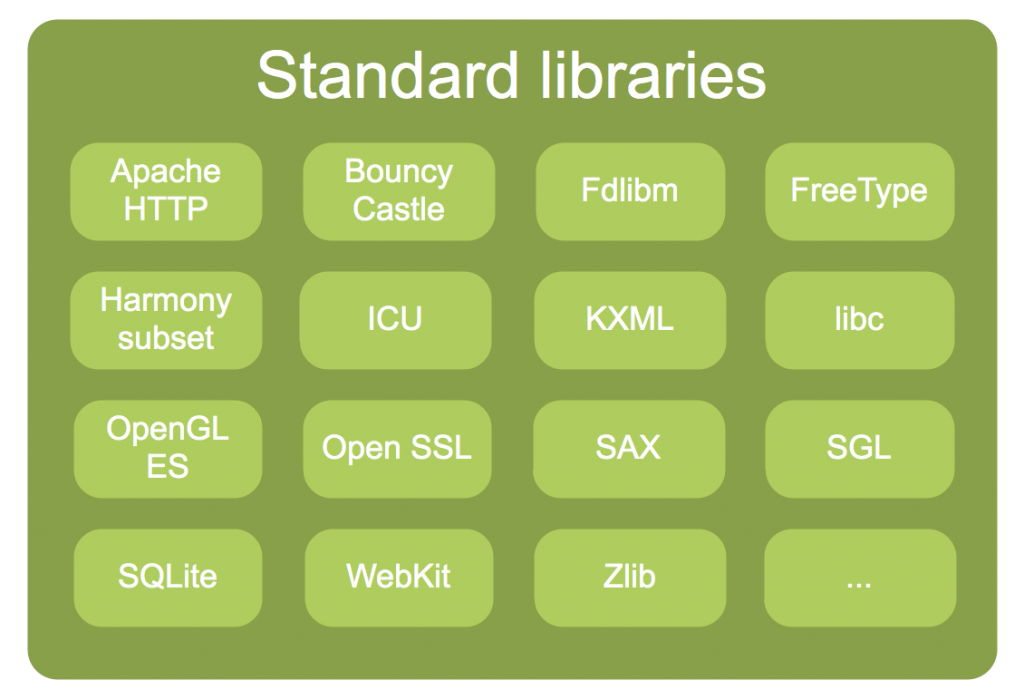 Standard libraries
Apache
HTTP
Bouncy
Castle
Fdlibm
FreeType
Harmony
subset
ICU
KXML
libc
OpenGL
ES
Open SSL
SAX
SGL
SQLite
WebKit
Zlib
...